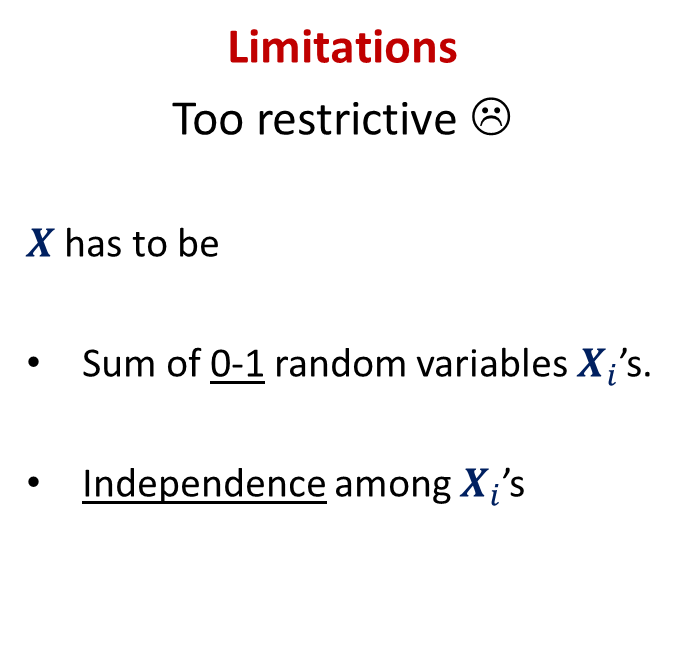 Limitations
Too restrictive ☹
X has to be
• Sum of 0-1 random variables Xᵢ’s.
• Independence among Xᵢ’s